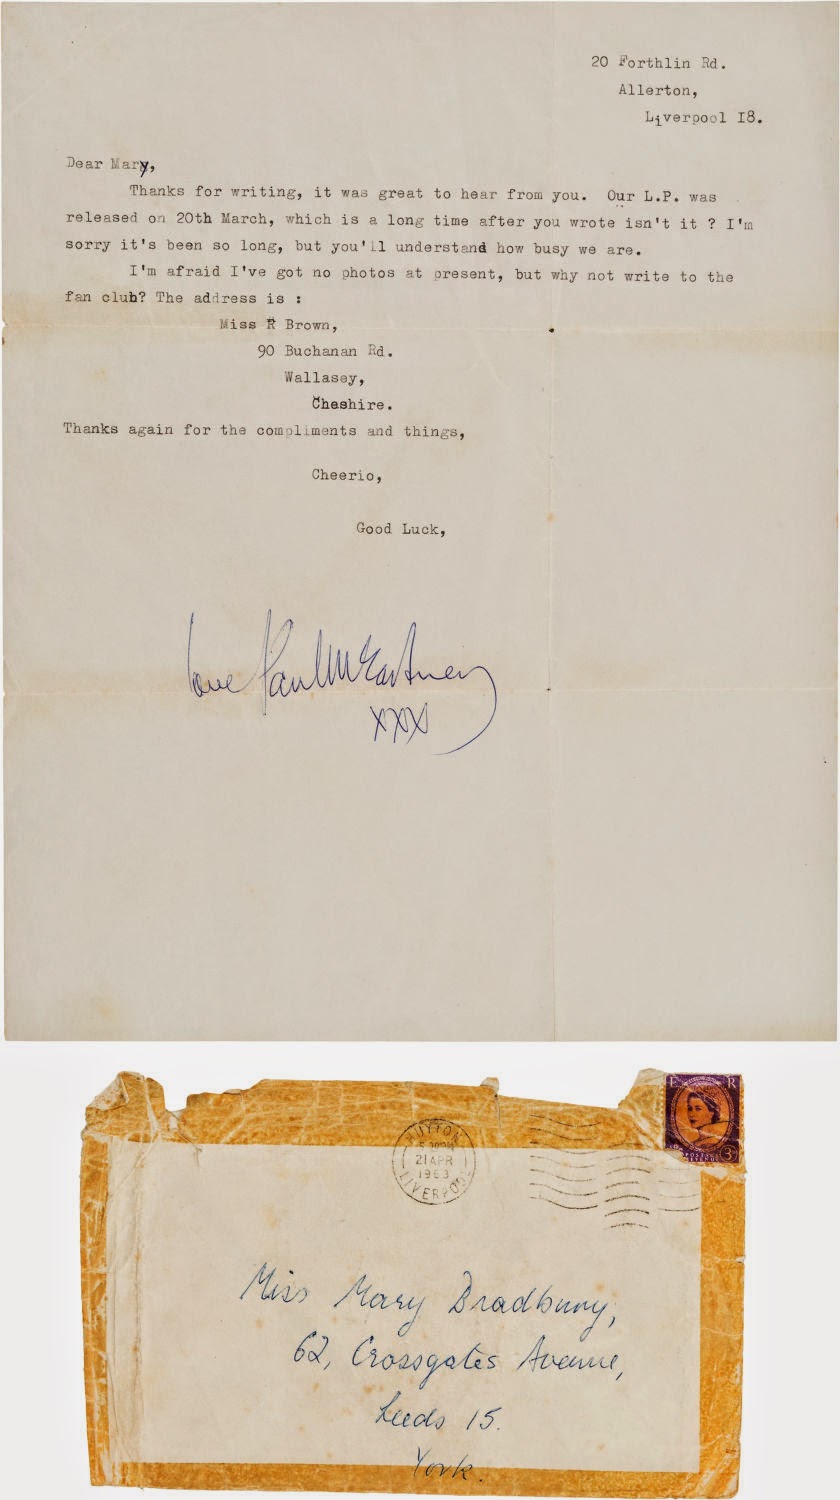 20 Forthlin Rd.
Allerton,
Liverpool 18.
Dear Mary,
Thanks for writing, it was great to hear from you. Our L.P. was
released on 20th March, which is a long time after you wrote isn't it ? I'm
sorry it's been so long, but you'll understand how busy we are.
I'm afraid I've got no photos at present, but why not write to the
fan club? The address is :
Miss R Brown,
90 Buchanan Rd.
Wallasey,
Cheshire.
Thanks again for the compliments and things,
Cheerio,
Good Luck,
love Paul McCartney
xxx
E R
HUYTON
PM
21 APR
1963
LIVERPOOL
POSTAGE
REVENUE
3D
Miss Mary Bradbury,
62, Crossgates Avenue,
Leeds 15.
York.